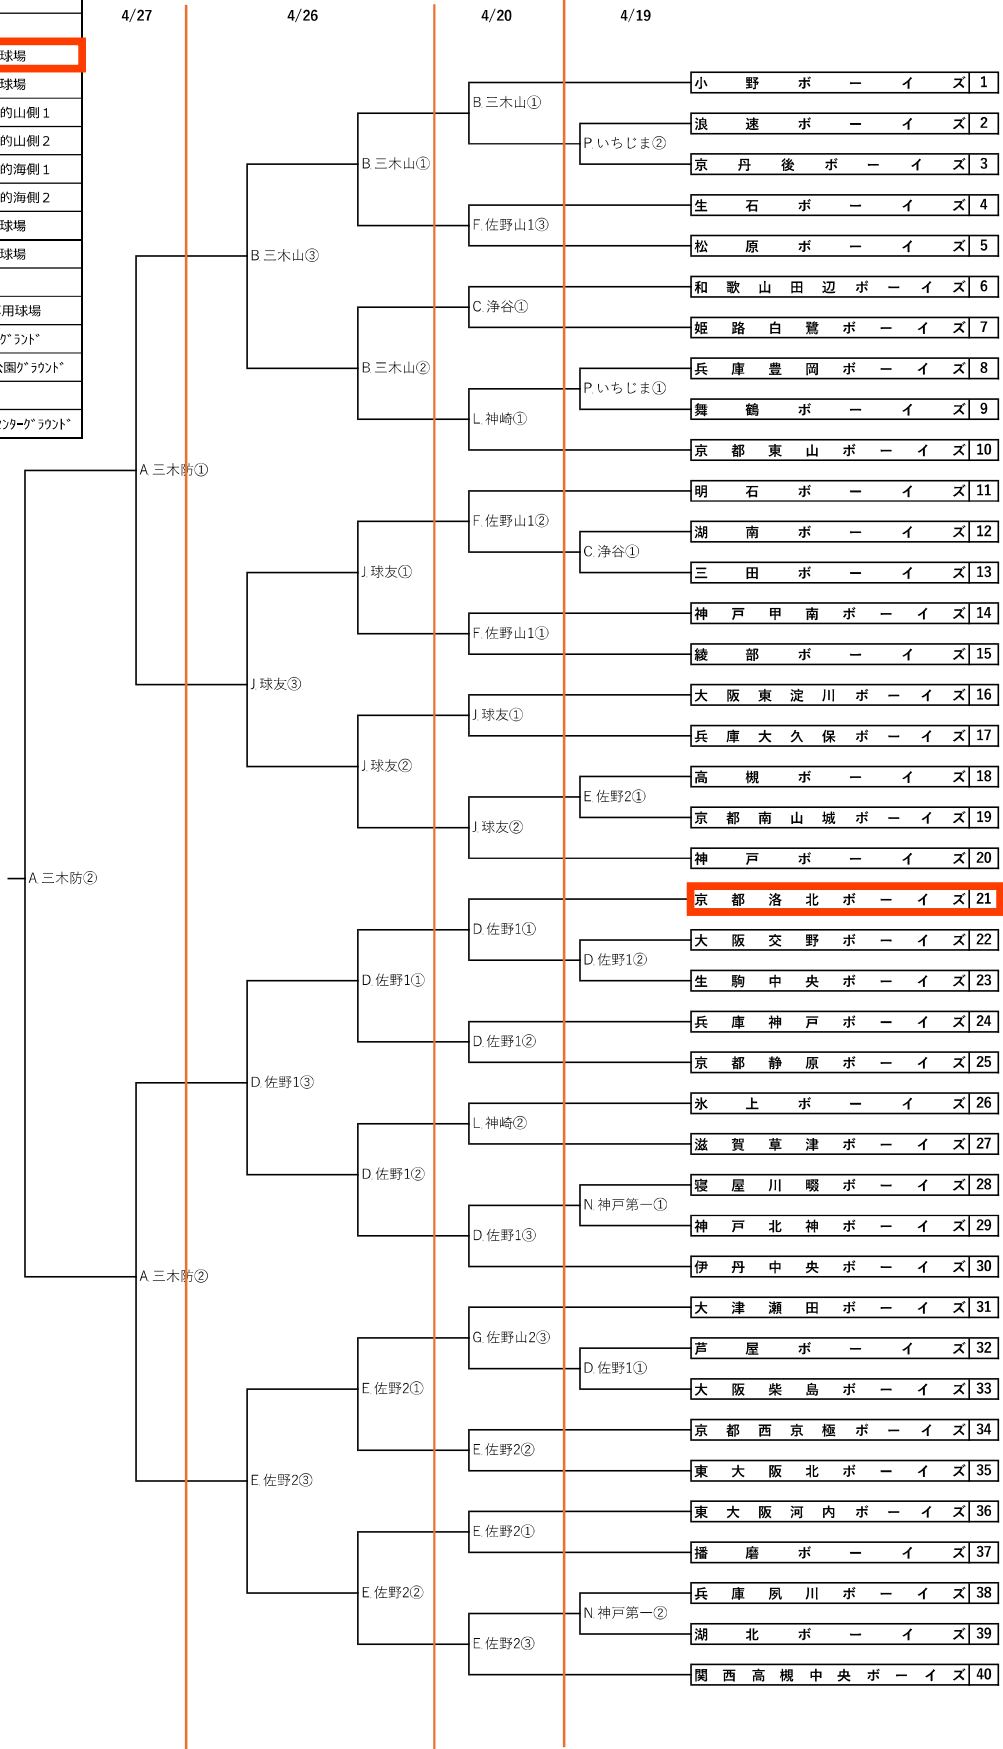 4/27 4/26 4/20 4/19
球場
球場
的山側1
的山側2
的海側1
的海側2
球場
球場
専用球場
ｸﾞﾗﾝﾄﾞ
公園ｸﾞﾗｳﾝﾄﾞ
ｾﾝﾀｰｸﾞﾗｳﾝﾄﾞ
小野ボーイズ 1
B.三木山①
浪速ボーイズ 2
P.いちじま②
京丹後ボーイズ 3
B.三木山①
生石ボーイズ 4
F.佐野山1③
松原ボーイズ 5
B.三木山③
和歌山田辺ボーイズ 6
C.浄谷①
姫路白鷺ボーイズ 7
B.三木山②
兵庫豊岡ボーイズ 8
P.いちじま①
舞鶴ボーイズ 9
L.神崎①
京都東山ボーイズ 10
A.三木防①
明石ボーイズ 11
F.佐野山1②
湖南ボーイズ 12
C.浄谷①
三田ボーイズ 13
J.球友①
神戸甲南ボーイズ 14
F.佐野山1①
綾部ボーイズ 15
J.球友③
大阪東淀川ボーイズ 16
J.球友①
兵庫大久保ボーイズ 17
J.球友②
高槻ボーイズ 18
E.佐野2①
京都南山城ボーイズ 19
J.球友②
神戸ボーイズ 20
A.三木防②
京都洛北ボーイズ 21
D.佐野1①
大阪交野ボーイズ 22
D.佐野1②
生駒中央ボーイズ 23
D.佐野1①
兵庫神戸ボーイズ 24
D.佐野1②
京都静原ボーイズ 25
D.佐野1③
氷上ボーイズ 26
L.神崎②
滋賀草津ボーイズ 27
D.佐野1②
寝屋川畷ボーイズ 28
N.神戸第一①
神戸北神ボーイズ 29
D.佐野1③
伊丹中央ボーイズ 30
A.三木防②
大津瀬田ボーイズ 31
G.佐野山2③
芦屋ボーイズ 32
D.佐野1①
大阪柴島ボーイズ 33
E.佐野2①
京都西京極ボーイズ 34
E.佐野2②
東大阪北ボーイズ 35
E.佐野2③
東大阪河内ボーイズ 36
E.佐野2①
播磨ボーイズ 37
E.佐野2②
兵庫夙川ボーイズ 38
N.神戸第一②
湖北ボーイズ 39
E.佐野2③
関西高槻中央ボーイズ 40